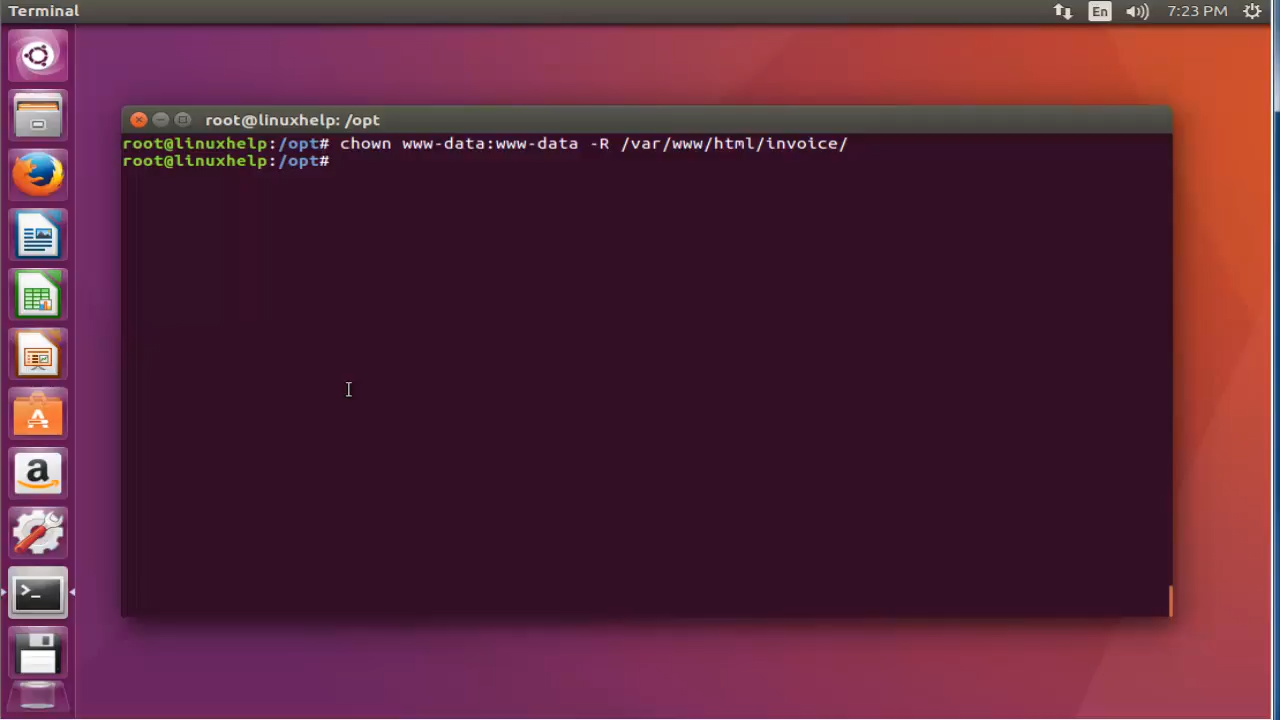 Terminal
En
7:23 PM
root@linuxhelp: /opt
root@linuxhelp:/opt# chown www-data:www-data -R /var/www/html/invoice/
root@linuxhelp:/opt#
A
a
>_